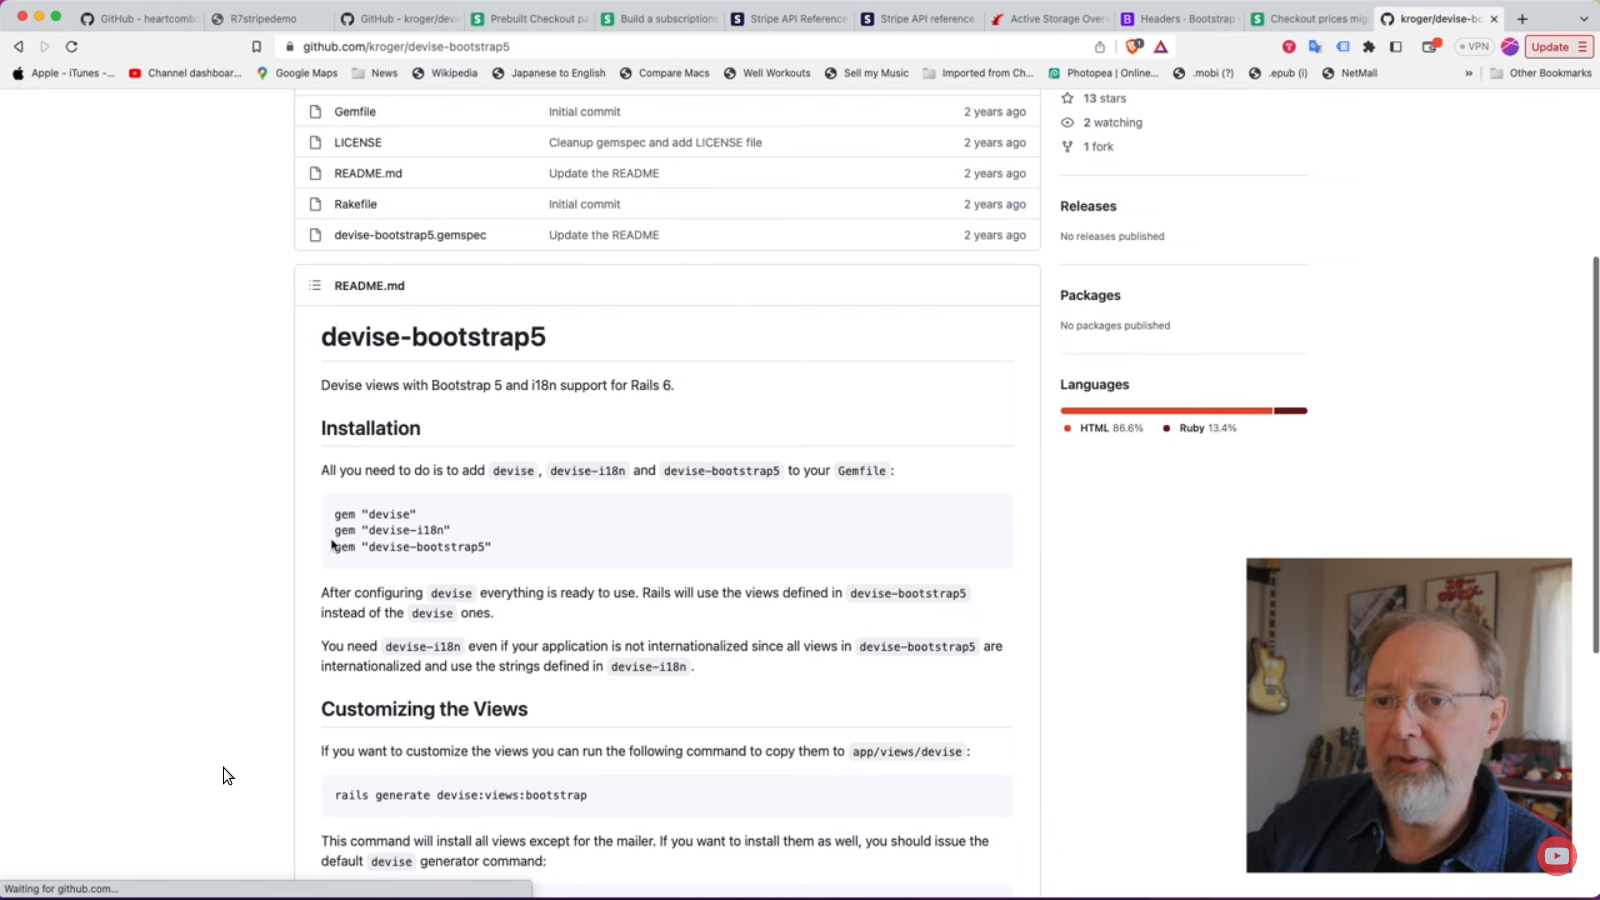 GitHub - heartcomb
R7stripedemo
GitHub - kroger/devis
Prebuilt Checkout pa
Build a subscriptions
Stripe API Reference
Stripe API reference
Active Storage Over
Headers · Bootstrap
Checkout prices mig
kroger/devise-bo
github.com/kroger/devise-bootstrap5
VPN
Update
Apple - iTunes -...
Channel dashboar...
Google Maps
News
Wikipedia
Japanese to English
Compare Macs
Well Workouts
Sell my Music
Imported from Ch...
Photopea | Online...
.mobi (?)
.epub (i)
NetMall
»
Other Bookmarks
Gemfile Initial commit 2 years ago
LICENSE Cleanup gemspec and add LICENSE file 2 years ago
README.md Update the README 2 years ago
Rakefile Initial commit 2 years ago
devise-bootstrap5.gemspec Update the README 2 years ago
README.md
devise-bootstrap5
Devise views with Bootstrap 5 and i18n support for Rails 6.
Installation
All you need to do is to add devise, devise-i18n and devise-bootstrap5 to your Gemfile:
gem "devise"
gem "devise-i18n"
gem "devise-bootstrap5"
After configuring devise everything is ready to use. Rails will use the views defined in devise-bootstrap5
instead of the devise ones.
You need devise-i18n even if your application is not internationalized since all views in devise-bootstrap5 are
internationalized and use the strings defined in devise-i18n.
Customizing the Views
If you want to customize the views you can run the following command to copy them to app/views/devise:
rails generate devise:views:bootstrap
This command will install all views except for the mailer. If you want to install them as well, you should issue the
default devise generator command:
13 stars
2 watching
1 fork
Releases
No releases published
Packages
No packages published
Languages
HTML 86.6% Ruby 13.4%
Waiting for github.com...